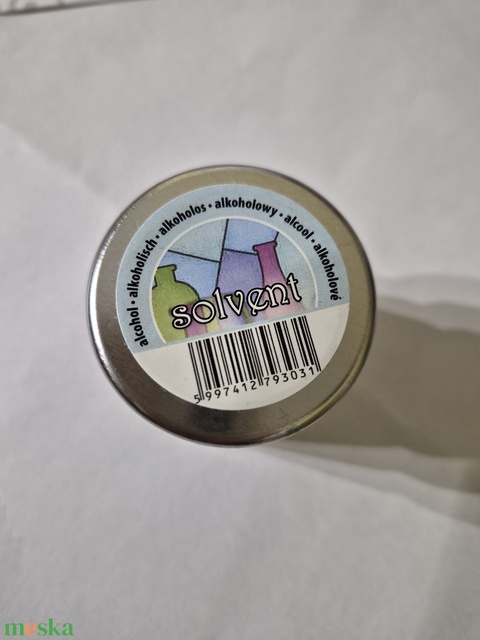 alcohol • alkoholisch • alkoholos • alkoholowy • alcool • alkoholové
solvent
5 997412 793031
meska